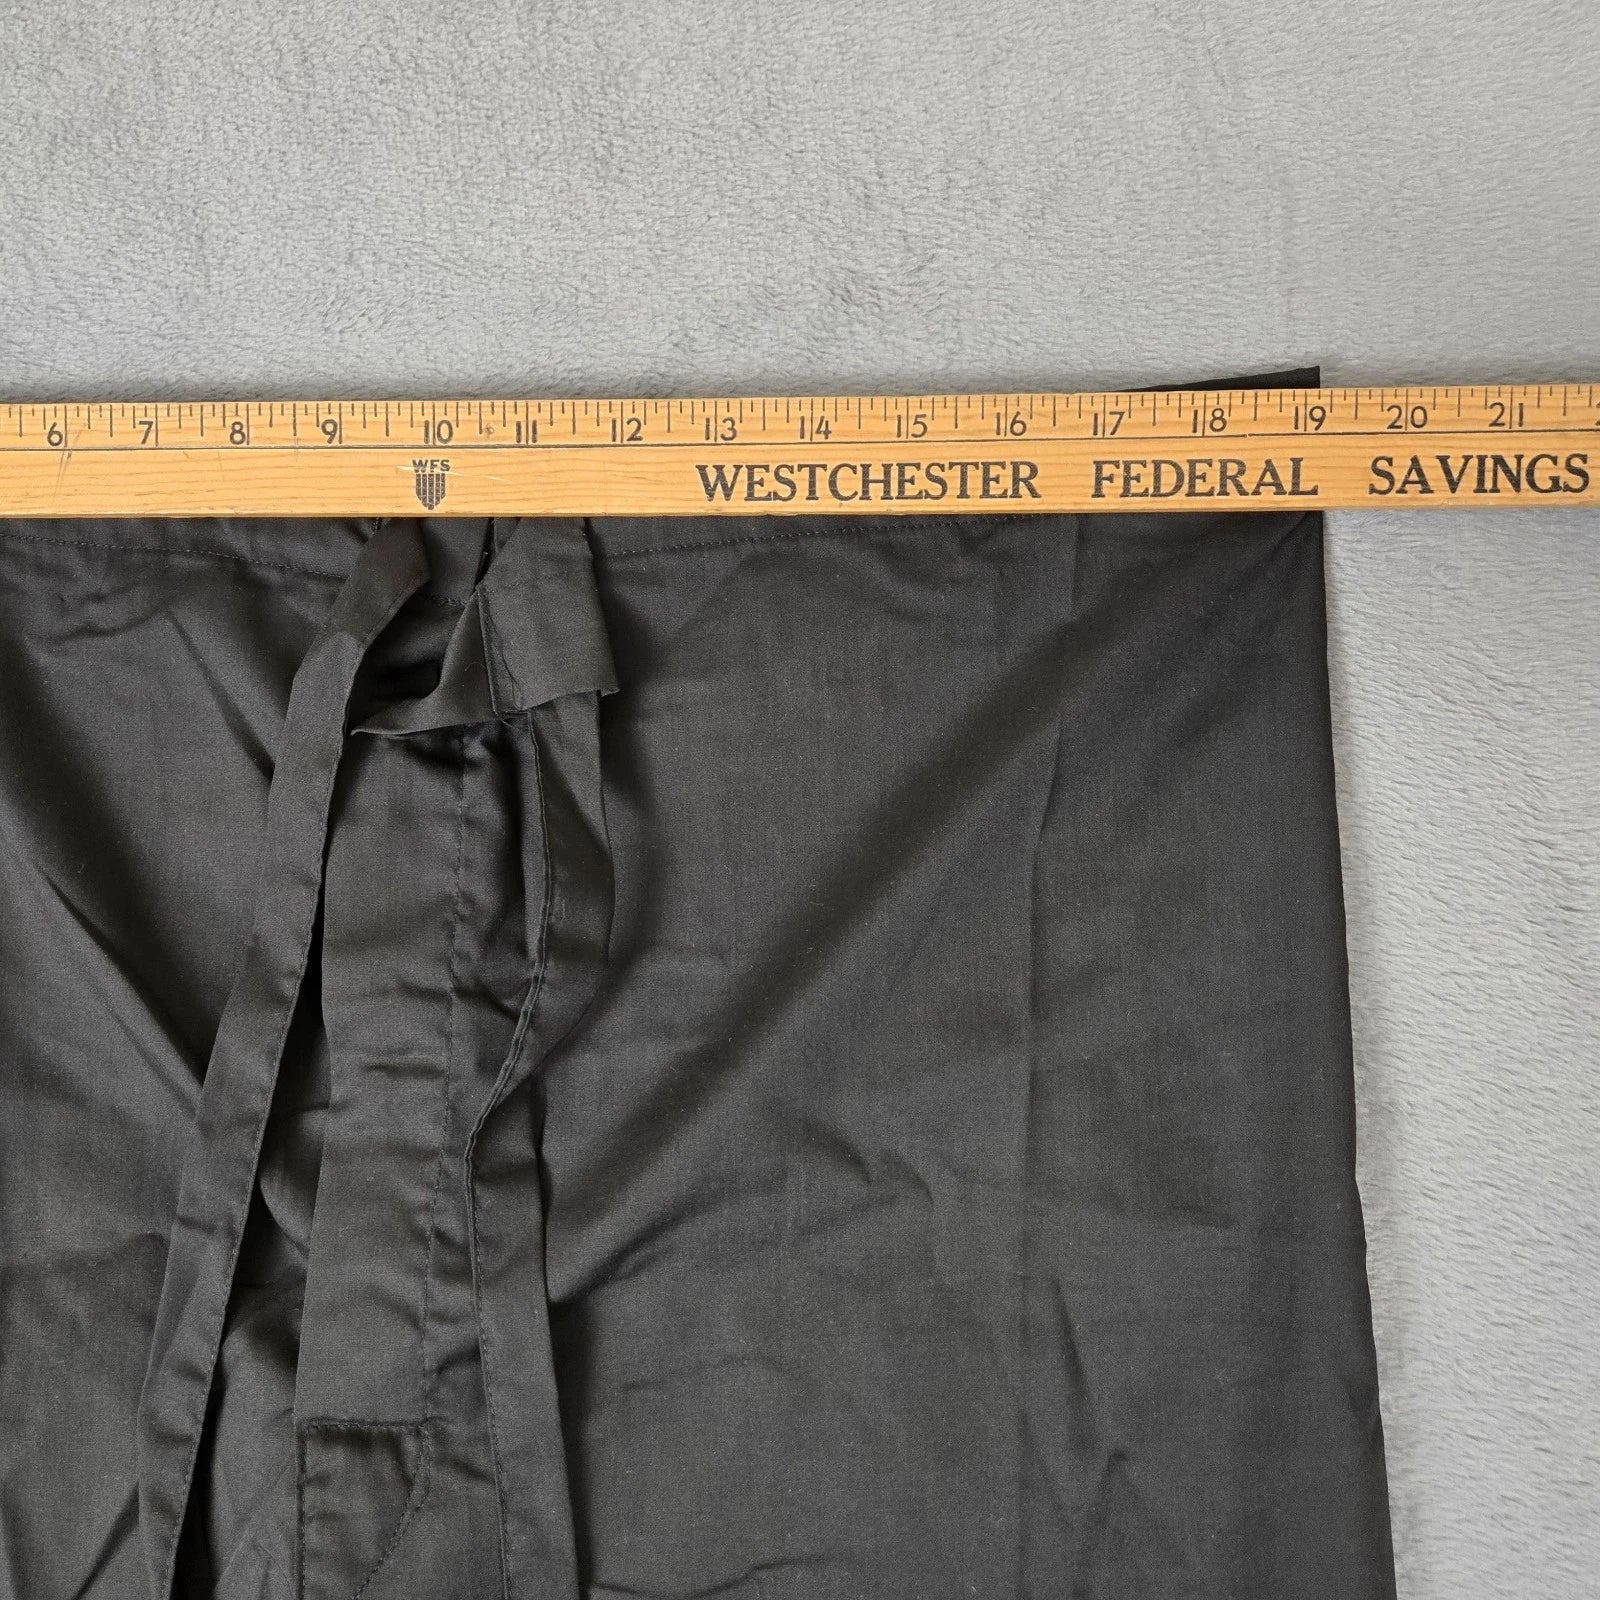 6 7 8 9 10 11 12 13 14 15 16 17 18 19 20 21
WFS
WESTCHESTER FEDERAL SAVINGS